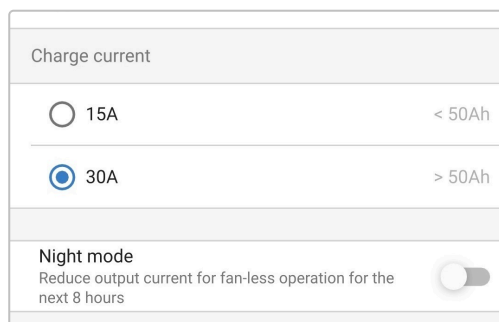 Charge current
15A < 50Ah
30A > 50Ah
Night mode
Reduce output current for fan-less operation for the
next 8 hours